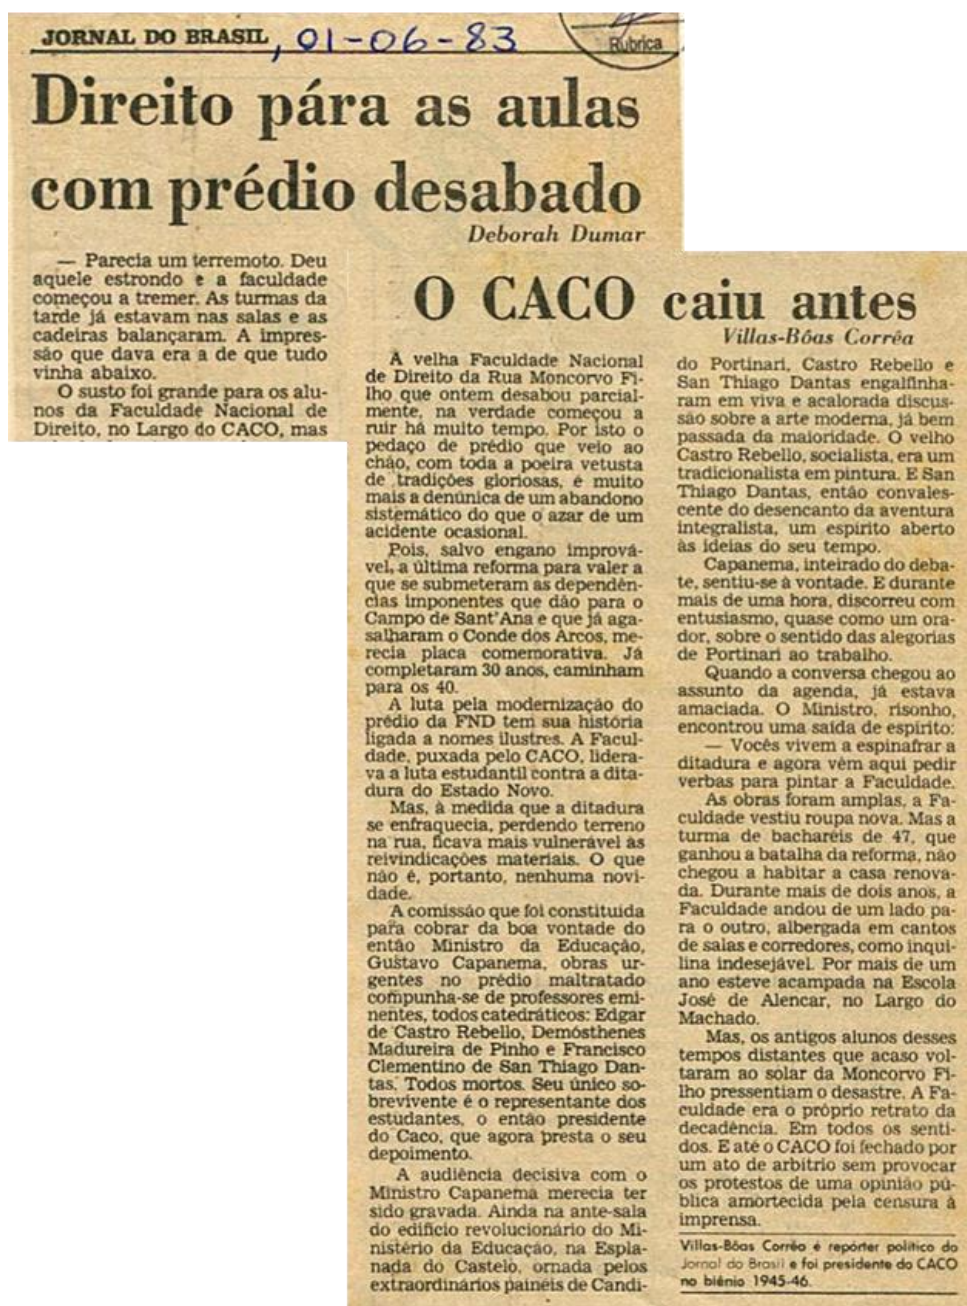 JORNAL DO BRASIL, 01-06-83
Rubrica
Direito pára as aulas
com prédio desabado
Deborah Dumar
— Parecia um terremoto. Deu
aquele estrondo e a faculdade
começou a tremer. As turmas da
tarde já estavam nas salas e as
cadeiras balançaram. A impres-
são que dava era a de que tudo
vinha abaixo.
O susto foi grande para os alu-
nos da Faculdade Nacional de
Direito, no Largo do CACO, mas
O CACO caiu antes
Villas-Bôas Corrêa
A velha Faculdade Nacional
de Direito da Rua Moncorvo Fi-
lho que ontem desabou parcial-
mente, na verdade começou a
ruir há muito tempo. Por isto o
pedaço de prédio que veio ao
chão, com toda a poeira vetusta
de tradições gloriosas, é muito
mais a denúnica de um abandono
sistemático do que o azar de um
acidente ocasional.
Pois, salvo engano imprová-
vel, a última reforma para valer a
que se submeteram as dependên-
cias imponentes que dão para o
Campo de Sant'Ana e que já aga-
salharam o Conde dos Arcos, me-
recia placa comemorativa. Já
completaram 30 anos, caminham
para os 40.
A luta pela modernização do
prédio da FND tem sua história
ligada a nomes ilustres. A Facul-
dade, puxada pelo CACO, lidera-
va a luta estudantil contra a dita-
dura do Estado Novo.
Mas, à medida que a ditadura
se enfraquecia, perdendo terreno
na rua, ficava mais vulnerável às
reivindicações materiais. O que
não é, portanto, nenhuma novi-
dade.
A comissão que foi constituída
para cobrar da boa vontade do
então Ministro da Educação,
Gustavo Capanema, obras ur-
gentes no prédio maltratado
compunha-se de professores emi-
nentes, todos catedráticos: Edgar
de Castro Rebello, Demósthenes
Madureira de Pinho e Francisco
Clementino de San Thiago Dan-
tas. Todos mortos. Seu único so-
brevivente é o representante dos
estudantes, o então presidente
do Caco, que agora presta o seu
depoimento.
A audiência decisiva com o
Ministro Capanema merecia ter
sido gravada. Ainda na ante-sala
do edifício revolucionário do Mi-
nistério da Educação, na Espla-
nada do Castelo, ornada pelos
extraordinários painéis de Candi-
do Portinari, Castro Rebello e
San Thiago Dantas engalfinha-
ram em viva e acalorada discus-
são sobre a arte moderna, já bem
passada da maioridade. O velho
Castro Rebello, socialista, era um
tradicionalista em pintura. E San
Thiago Dantas, então convales-
cente do desencanto da aventura
integralista, um espírito aberto
às ideias do seu tempo.
Capanema, inteirado do deba-
te, sentiu-se à vontade. E durante
mais de uma hora, discorreu com
entusiasmo, quase como um ora-
dor, sobre o sentido das alegorias
de Portinari ao trabalho.
Quando a conversa chegou ao
assunto da agenda, já estava
amaciada. O Ministro, risonho,
encontrou uma saída de espírito:
— Vocês vivem a espinafrar a
ditadura e agora vêm aqui pedir
verbas para pintar a Faculdade.
As obras foram amplas, a Fa-
culdade vestiu roupa nova. Mas a
turma de bacharéis de 47, que
ganhou a batalha da reforma, não
chegou a habitar a casa renova-
da. Durante mais de dois anos, a
Faculdade andou de um lado pa-
ra o outro, albergada em cantos
de salas e corredores, como inqui-
lina indesejável. Por mais de um
ano esteve acampada na Escola
José de Alencar, no Largo do
Machado.
Mas, os antigos alunos desses
tempos distantes que acaso vol-
taram ao solar da Moncorvo Fi-
lho pressentiam o desastre. A Fa-
culdade era o próprio retrato da
decadência. Em todos os senti-
dos. E até o CACO foi fechado por
um ato de arbítrio sem provocar
os protestos de uma opinião pú-
blica amortecida pela censura à
imprensa.
Villas-Bôas Corrêa é repórter político do
Jornal do Brasil e foi presidente do CACO
no biênio 1945-46.